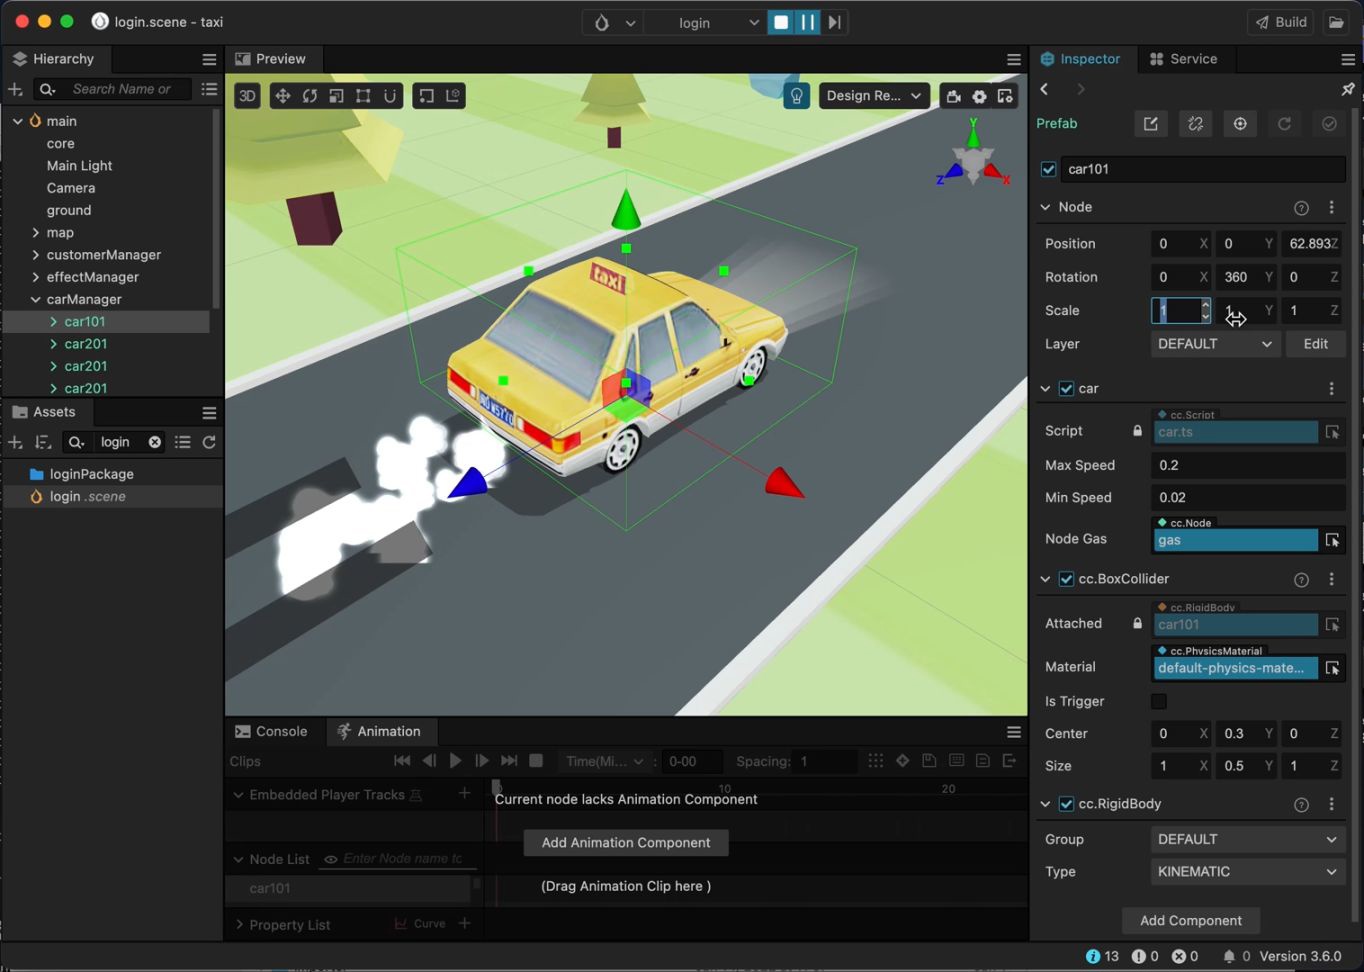 login.scene - taxi
login
Build
Hierarchy
Preview
Inspector
Service
Search Name or
3D
Design Re...
Prefab
main
core
Main Light
Camera
ground
map
customerManager
effectManager
carManager
car101
car201
car201
car201
Y
Z
X
taxi
car101
Node
Position 0 X 0 Y 62.893Z
Rotation 0 X 360 Y 0 Z
Scale 1 1 Y 1 Z
Layer DEFAULT Edit
car
cc.Script
Script car.ts
Max Speed 0.2
Min Speed 0.02
cc.Node
Node Gas gas
cc.BoxCollider
cc.RigidBody
Attached car101
cc.PhysicsMaterial
Material default-physics-mate...
Is Trigger
Center 0 X 0.3 Y 0 Z
Size 1 X 0.5 Y 1 Z
cc.RigidBody
Group DEFAULT
Type KINEMATIC
Add Component
Assets
login
loginPackage
login .scene
Console
Animation
Clips
Time(Mi... :
0-00
Spacing: 1
Embedded Player Tracks
10
20
Current node lacks Animation Component
Add Animation Component
Node List
Enter Node name to
car101
(Drag Animation Clip here )
Property List
Curve
13
0
0
0
Version 3.6.0